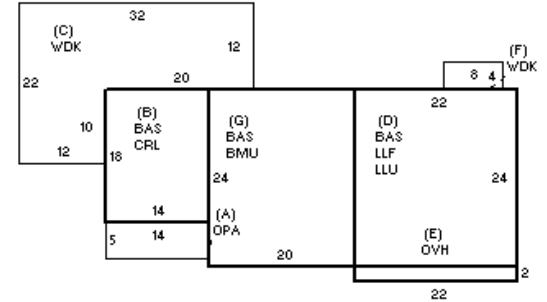 32
(C)
WDK
12
(F)
WDK
8
4
22
20
22
10
(B)
BAS
CRL
(G)
BAS
BMU
(D)
BAS
LLF
LLU
12
18
24
24
14
(A)
OPA
5
14
(E)
OVH
20
2
22